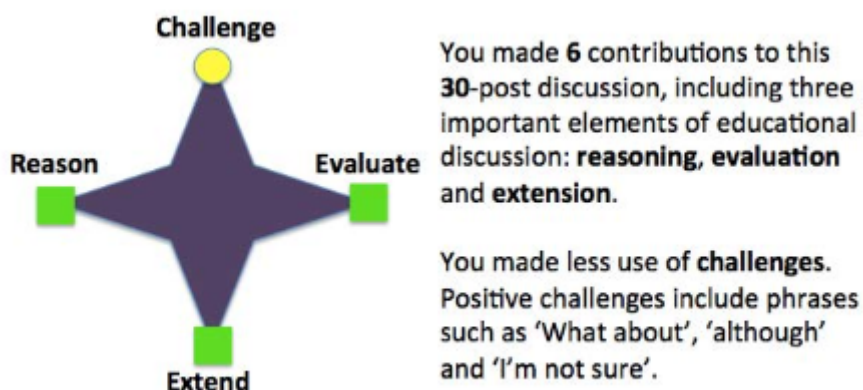 Challenge
Reason
Evaluate
Extend
You made 6 contributions to this
30-post discussion, including three
important elements of educational
discussion: reasoning, evaluation
and extension.
You made less use of challenges.
Positive challenges include phrases
such as ‘What about’, ‘although’
and ‘I’m not sure’.